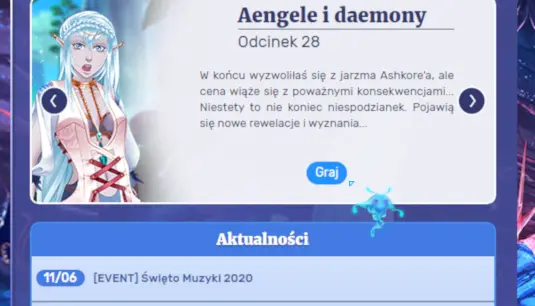 Aengele i daemony
Odcinek 28
W końcu wyzwoliłaś się z jarzma Ashkore'a, ale
cena wiąże się z poważnymi konsekwencjami...
Niestety to nie koniec niespodzianek. Pojawią
się nowe rewelacje i wyznania...
Graj
Aktualności
11/06 [EVENT] Święto Muzyki 2020